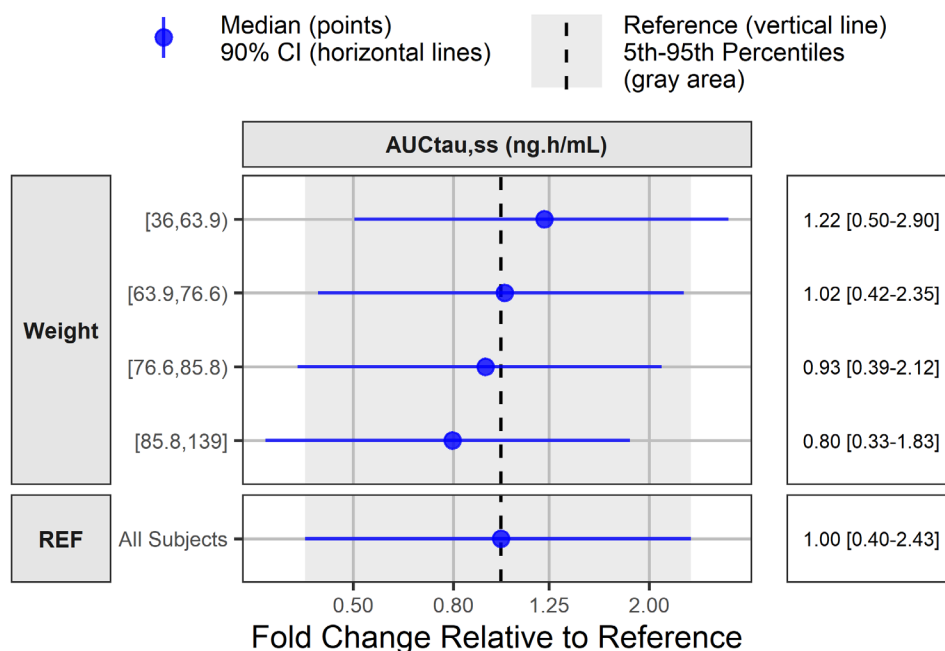 Median (points)
90% CI (horizontal lines)
Reference (vertical line)
5th-95th Percentiles
(gray area)
AUCtau,ss (ng.h/mL)
Weight
[36,63.9)
1.22 [0.50-2.90]
[63.9,76.6)
1.02 [0.42-2.35]
[76.6,85.8)
0.93 [0.39-2.12]
[85.8,139]
0.80 [0.33-1.83]
REF
All Subjects
1.00 [0.40-2.43]
0.50 0.80 1.25 2.00
Fold Change Relative to Reference